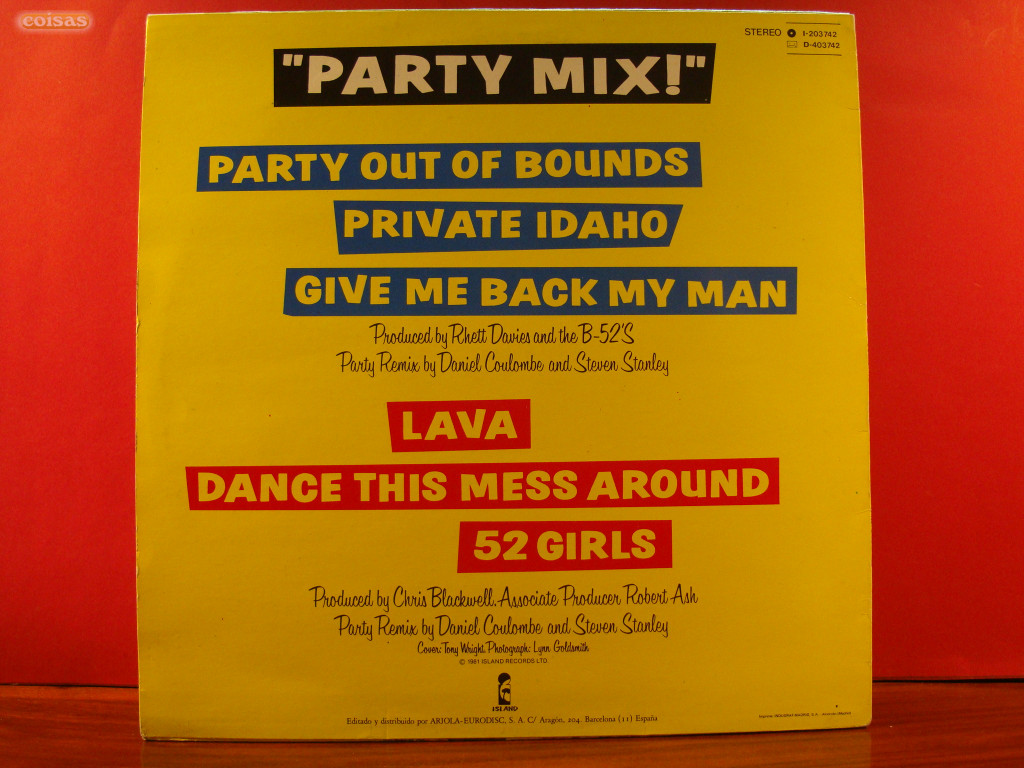 coisas
STEREO I-203742
D-403742
"PARTY MIX!"
PARTY OUT OF BOUNDS
PRIVATE IDAHO
GIVE ME BACK MY MAN
Produced by Rhett Davies and the B-52'S
Party Remix by Daniel Coulombe and Steven Stanley
LAVA
DANCE THIS MESS AROUND
52 GIRLS
Produced by Chris Blackwell. Associate Producer Robert Ash
Party Remix by Daniel Coulombe and Steven Stanley
Cover: Tony Wright. Photograph: Lynn Goldsmith
© 1981 ISLAND RECORDS LTD.
ISLAND
Editado y distribuido por ARIOLA-EURODISC, S. A. C/ Aragón, 204. Barcelona (11) España